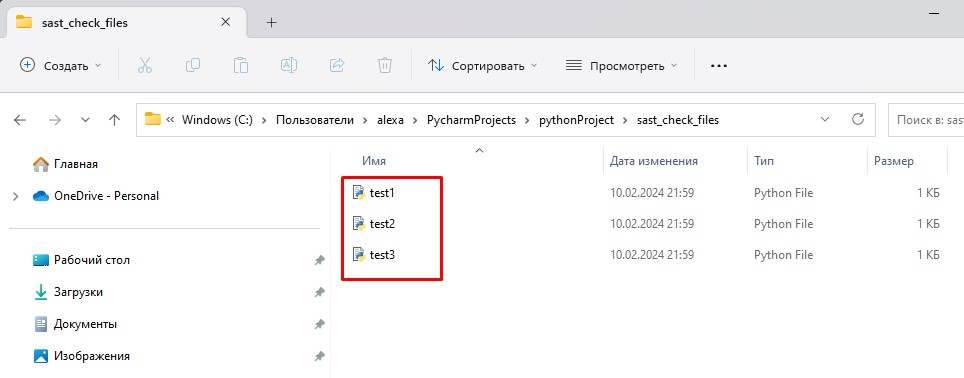 sast_check_files
Создать Сортировать Просмотреть
Windows (C:) Пользователи alexa PycharmProjects pythonProject sast_check_files Поиск в: sas
Имя Дата изменения Тип Размер
Главная
OneDrive - Personal
Рабочий стол
Загрузки
Документы
Изображения
test1 10.02.2024 21:59 Python File 1 КБ
test2 10.02.2024 21:59 Python File 1 КБ
test3 10.02.2024 21:59 Python File 1 КБ